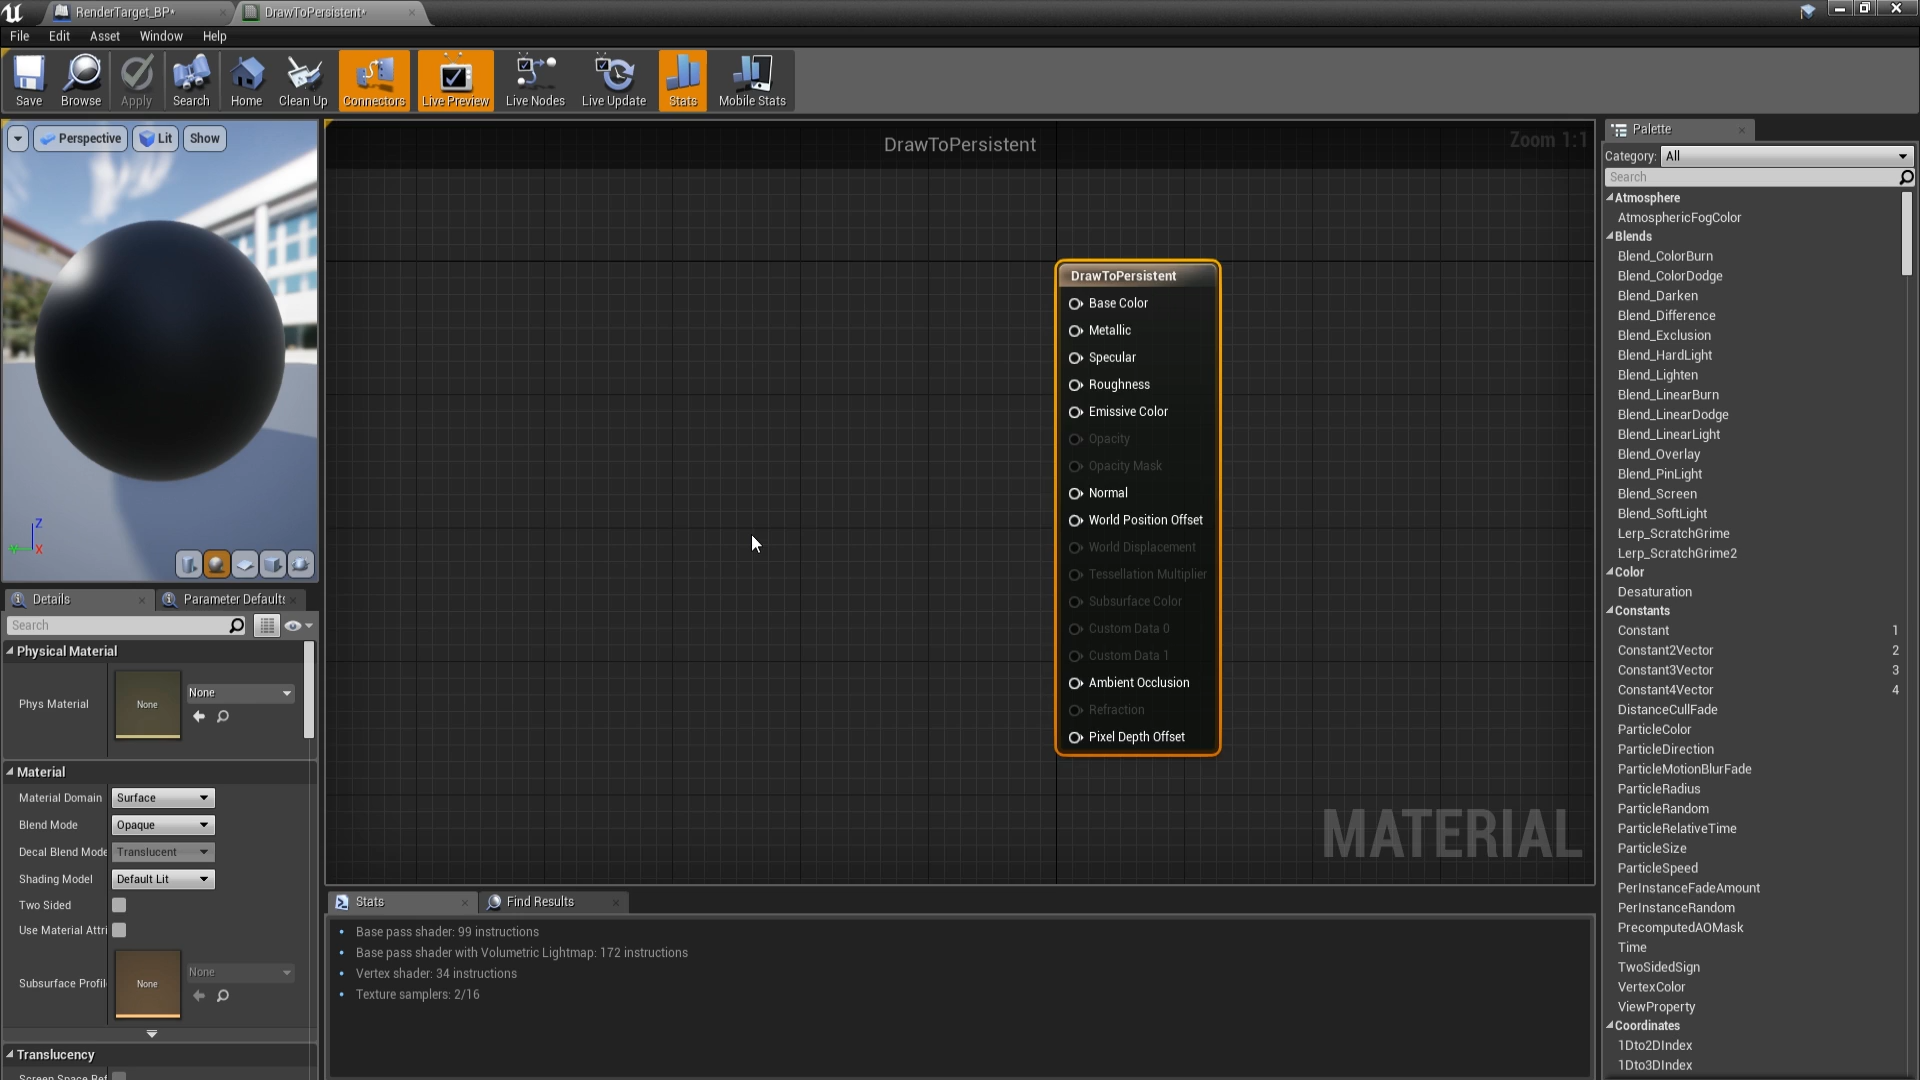 RenderTarget_BP*
DrawToPersistent*
File Edit Asset Window Help
Save Browse Apply Search Home Clean Up Connectors Live Preview Live Nodes Live Update Stats Mobile Stats
Perspective Lit Show
Z
Y X
Details
Parameter Defaults
Search
Physical Material
Phys Material
None
None
Material
Material Domain Surface
Blend Mode Opaque
Decal Blend Mode Translucent
Shading Model Default Lit
Two Sided
Use Material Attri
Subsurface Profil
None
None
Translucency
Screen Space Ref
DrawToPersistent
Zoom 1:1
DrawToPersistent
Base Color
Metallic
Specular
Roughness
Emissive Color
Opacity
Opacity Mask
Normal
World Position Offset
World Displacement
Tessellation Multiplier
Subsurface Color
Custom Data 0
Custom Data 1
Ambient Occlusion
Refraction
Pixel Depth Offset
MATERIAL
Stats
Find Results
Base pass shader: 99 instructions
Base pass shader with Volumetric Lightmap: 172 instructions
Vertex shader: 34 instructions
Texture samplers: 2/16
Palette
Category: All
Search
Atmosphere
AtmosphericFogColor
Blends
Blend_ColorBurn
Blend_ColorDodge
Blend_Darken
Blend_Difference
Blend_Exclusion
Blend_HardLight
Blend_Lighten
Blend_LinearBurn
Blend_LinearDodge
Blend_LinearLight
Blend_Overlay
Blend_PinLight
Blend_Screen
Blend_SoftLight
Lerp_ScratchGrime
Lerp_ScratchGrime2
Color
Desaturation
Constants
Constant 1
Constant2Vector 2
Constant3Vector 3
Constant4Vector 4
DistanceCullFade
ParticleColor
ParticleDirection
ParticleMotionBlurFade
ParticleRadius
ParticleRandom
ParticleRelativeTime
ParticleSize
ParticleSpeed
PerInstanceFadeAmount
PerInstanceRandom
PrecomputedAOMask
Time
TwoSidedSign
VertexColor
ViewProperty
Coordinates
1Dto2DIndex
1Dto3DIndex